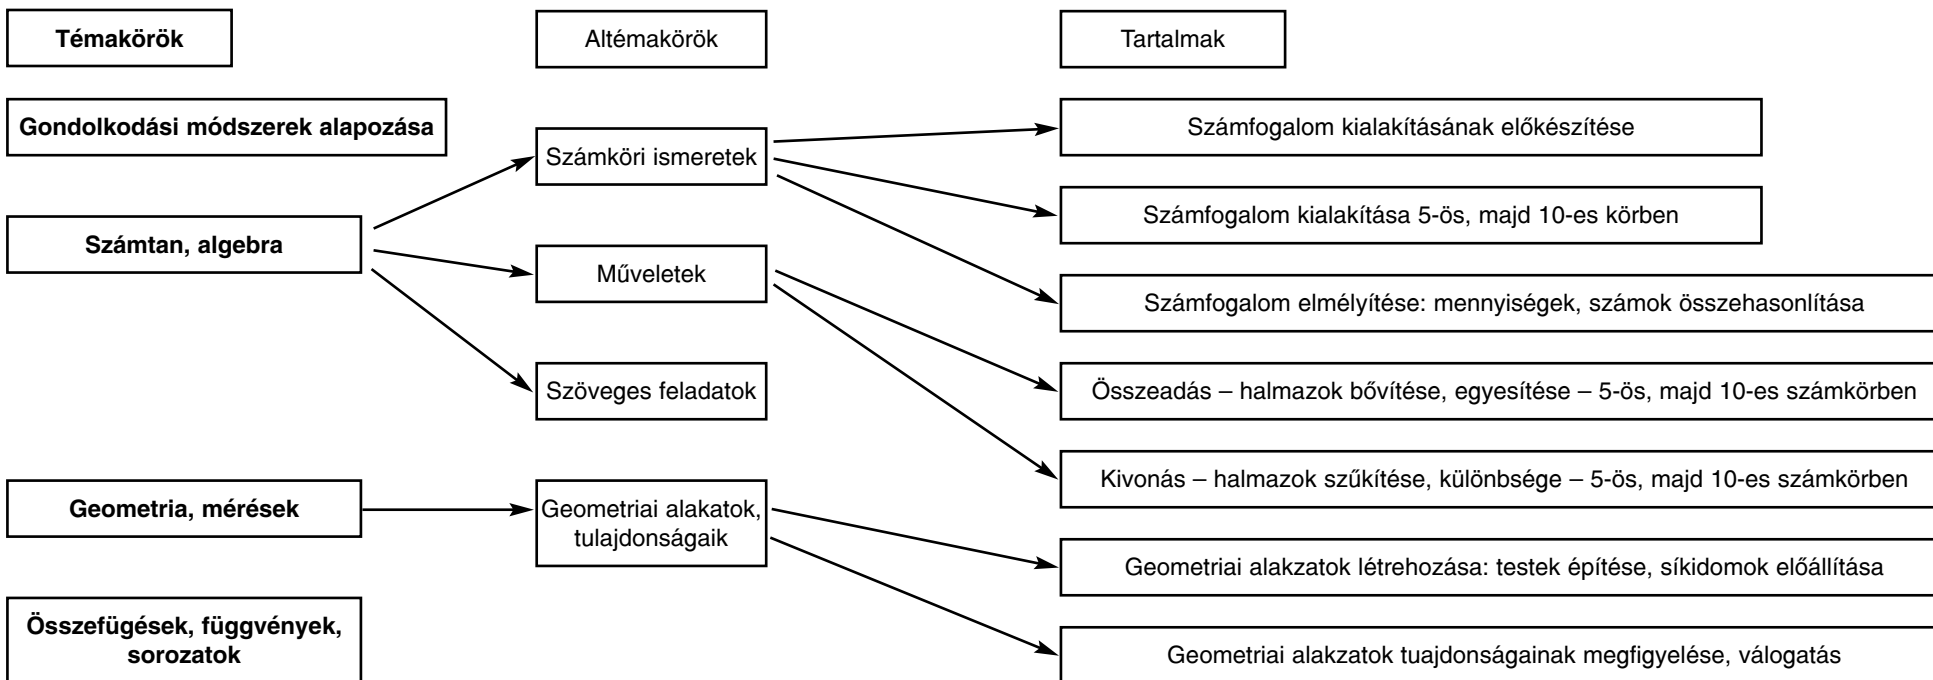 Témakörök
Altémakörök
Tartalmak
Gondolkodási módszerek alapozása
Számtan, algebra
Geometria, mérések
Összefügések, függvények,
sorozatok
Számköri ismeretek
Műveletek
Szöveges feladatok
Geometriai alakatok,
tulajdonságaik
Számfogalom kialakításának előkészítése
Számfogalom kialakítása 5-ös, majd 10-es körben
Számfogalom elmélyítése: mennyiségek, számok összehasonlítása
Összeadás – halmazok bővítése, egyesítése – 5-ös, majd 10-es számkörben
Kivonás – halmazok szűkítése, különbsége – 5-ös, majd 10-es számkörben
Geometriai alakzatok létrehozása: testek építése, síkidomok előállítása
Geometriai alakzatok tuajdonságainak megfigyelése, válogatás